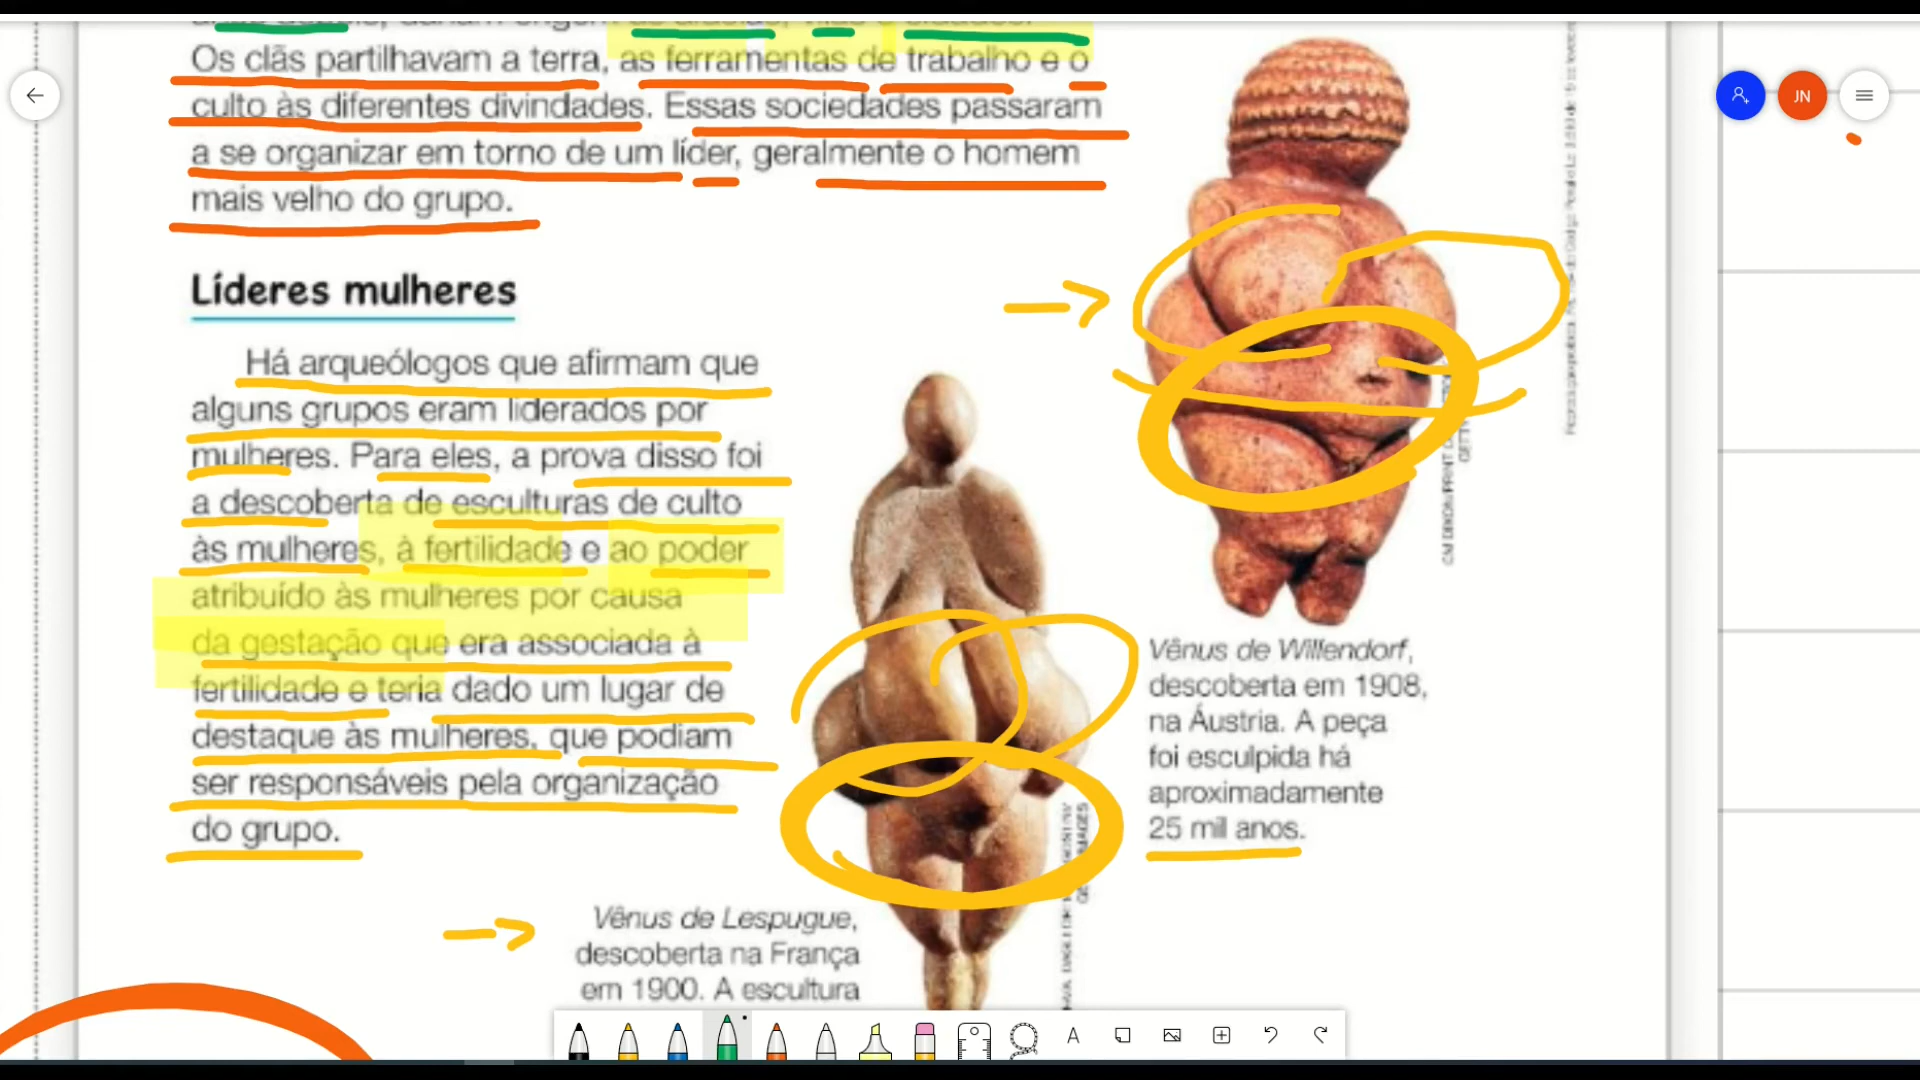 Os clãs partilhavam a terra, as ferramentas de trabalho e o
culto às diferentes divindades. Essas sociedades passaram
a se organizar em torno de um líder, geralmente o homem
mais velho do grupo.
Líderes mulheres
Há arqueólogos que afirmam que
alguns grupos eram liderados por
mulheres. Para eles, a prova disso foi
a descoberta de esculturas de culto
às mulheres, à fertilidade e ao poder
atribuído às mulheres por causa
da gestação que era associada à
fertilidade e teria dado um lugar de
destaque às mulheres, que podiam
ser responsáveis pela organização
do grupo.
Vênus de Willendorf,
descoberta em 1908,
na Áustria. A peça
foi esculpida há
aproximadamente
25 mil anos.
Vênus de Lespugue,
descoberta na França
em 1900. A escultura
JN
A